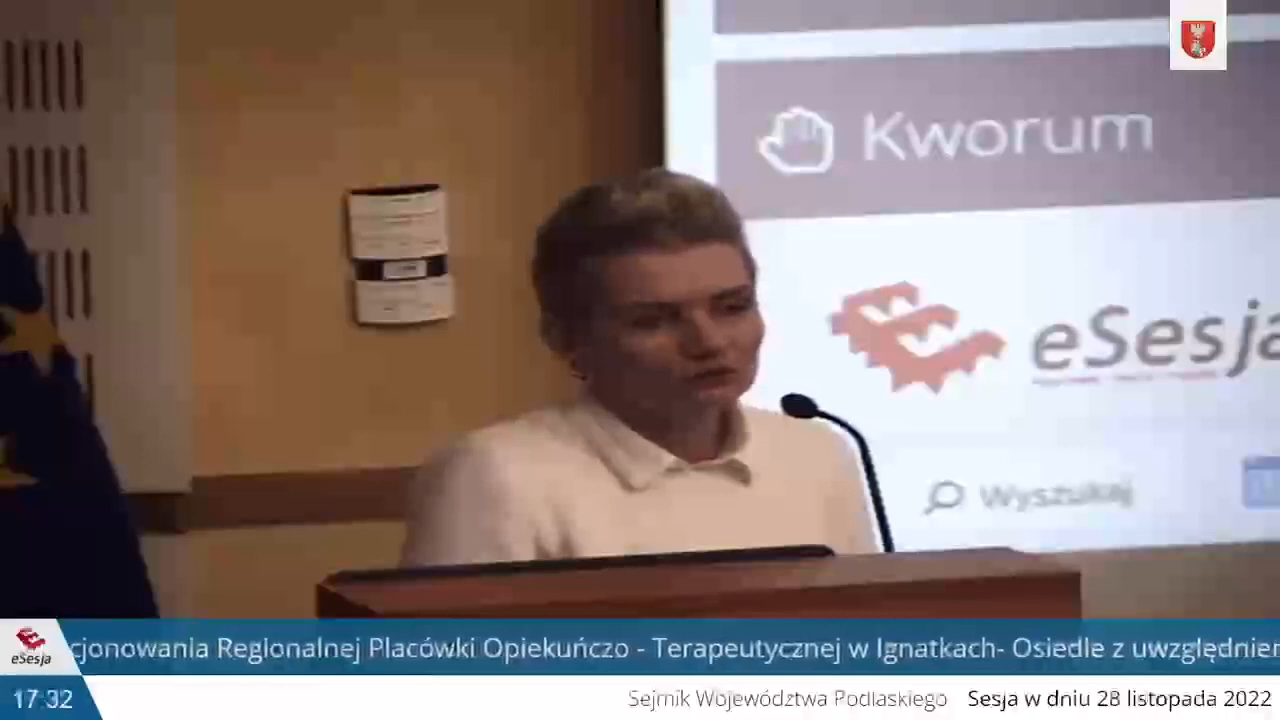 Kworum
eSesja
Wyszukaj
cjonowania Regionalnej Placówki Opiekuńczo - Terapeutycznej w Ignatkach- Osiedle z uwzględnien
eSesja
17:32
Sejmik Województwa Podlaskiego Sesja w dniu 28 listopada 2022